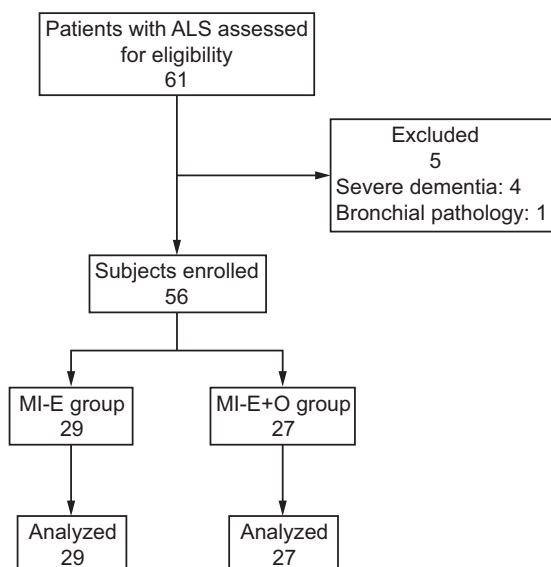 Patients with ALS assessed
for eligibility
61
Excluded
5
Severe dementia: 4
Bronchial pathology: 1
Subjects enrolled
56
MI-E group
29
MI-E+O group
27
Analyzed
29
Analyzed
27